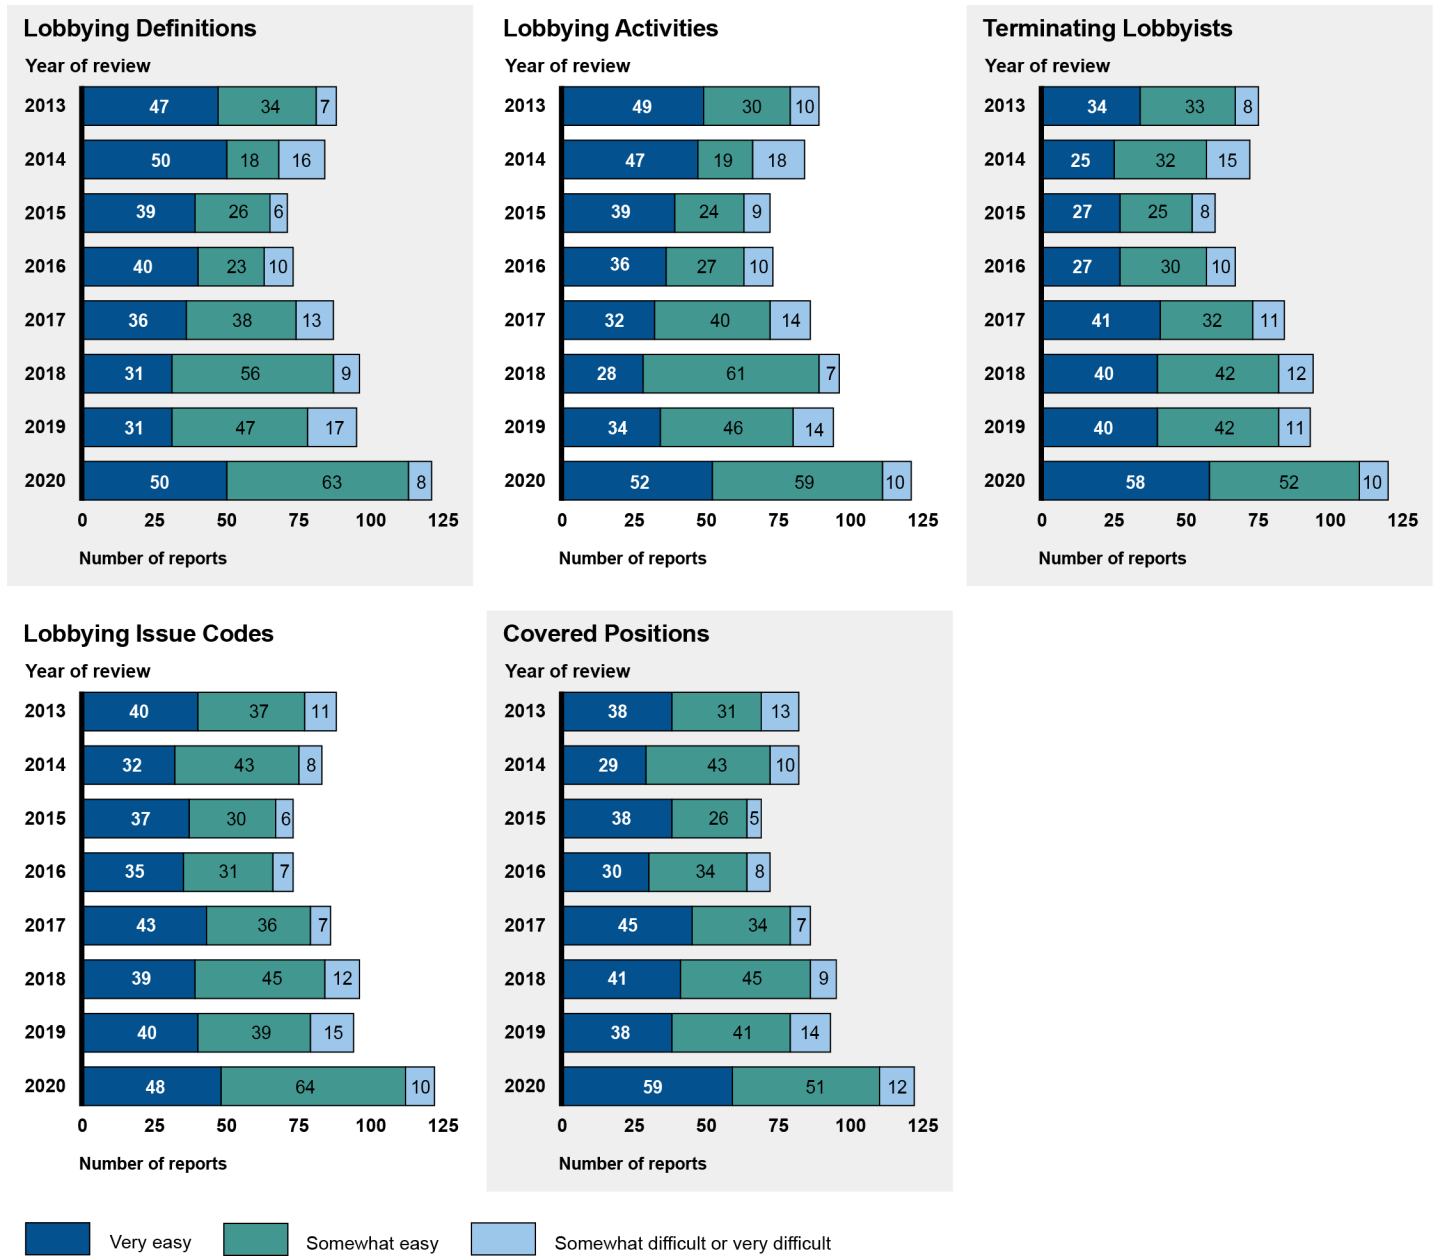 Lobbying Definitions
Year of review
2013 47 34 7
2014 50 18 16
2015 39 26 6
2016 40 23 10
2017 36 38 13
2018 31 56 9
2019 31 47 17
2020 50 63 8
0 25 50 75 100 125
Number of reports
Lobbying Activities
Year of review
2013 49 30 10
2014 47 19 18
2015 39 24 9
2016 36 27 10
2017 32 40 14
2018 28 61 7
2019 34 46 14
2020 52 59 10
0 25 50 75 100 125
Number of reports
Terminating Lobbyists
Year of review
2013 34 33 8
2014 25 32 15
2015 27 25 8
2016 27 30 10
2017 41 32 11
2018 40 42 12
2019 40 42 11
2020 58 52 10
0 25 50 75 100 125
Number of reports
Lobbying Issue Codes
Year of review
2013 40 37 11
2014 32 43 8
2015 37 30 6
2016 35 31 7
2017 43 36 7
2018 39 45 12
2019 40 39 15
2020 48 64 10
0 25 50 75 100 125
Number of reports
Covered Positions
Year of review
2013 38 31 13
2014 29 43 10
2015 38 26 5
2016 30 34 8
2017 45 34 7
2018 41 45 9
2019 38 41 14
2020 59 51 12
0 25 50 75 100 125
Number of reports
Very easy Somewhat easy Somewhat difficult or very difficult